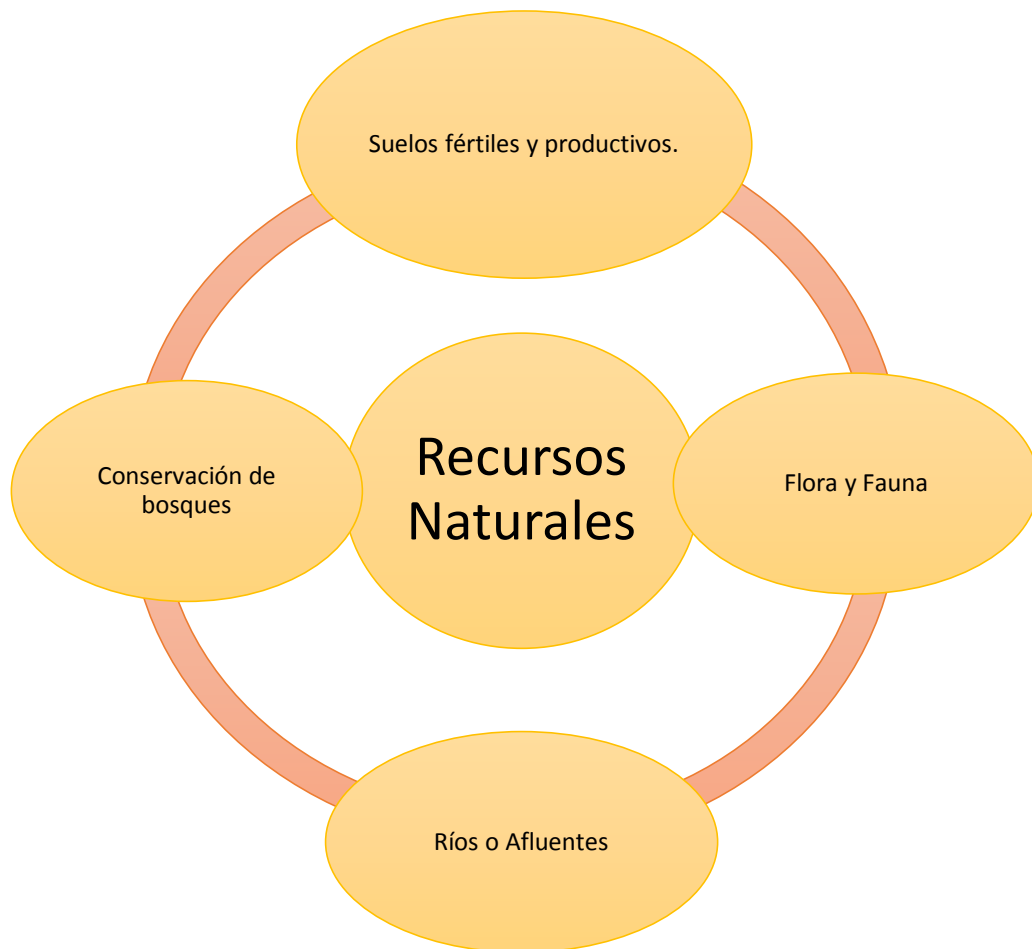 Suelos fértiles y productivos.
Recursos
Naturales
Flora y Fauna
Ríos o Afluentes
Conservación de
bosques